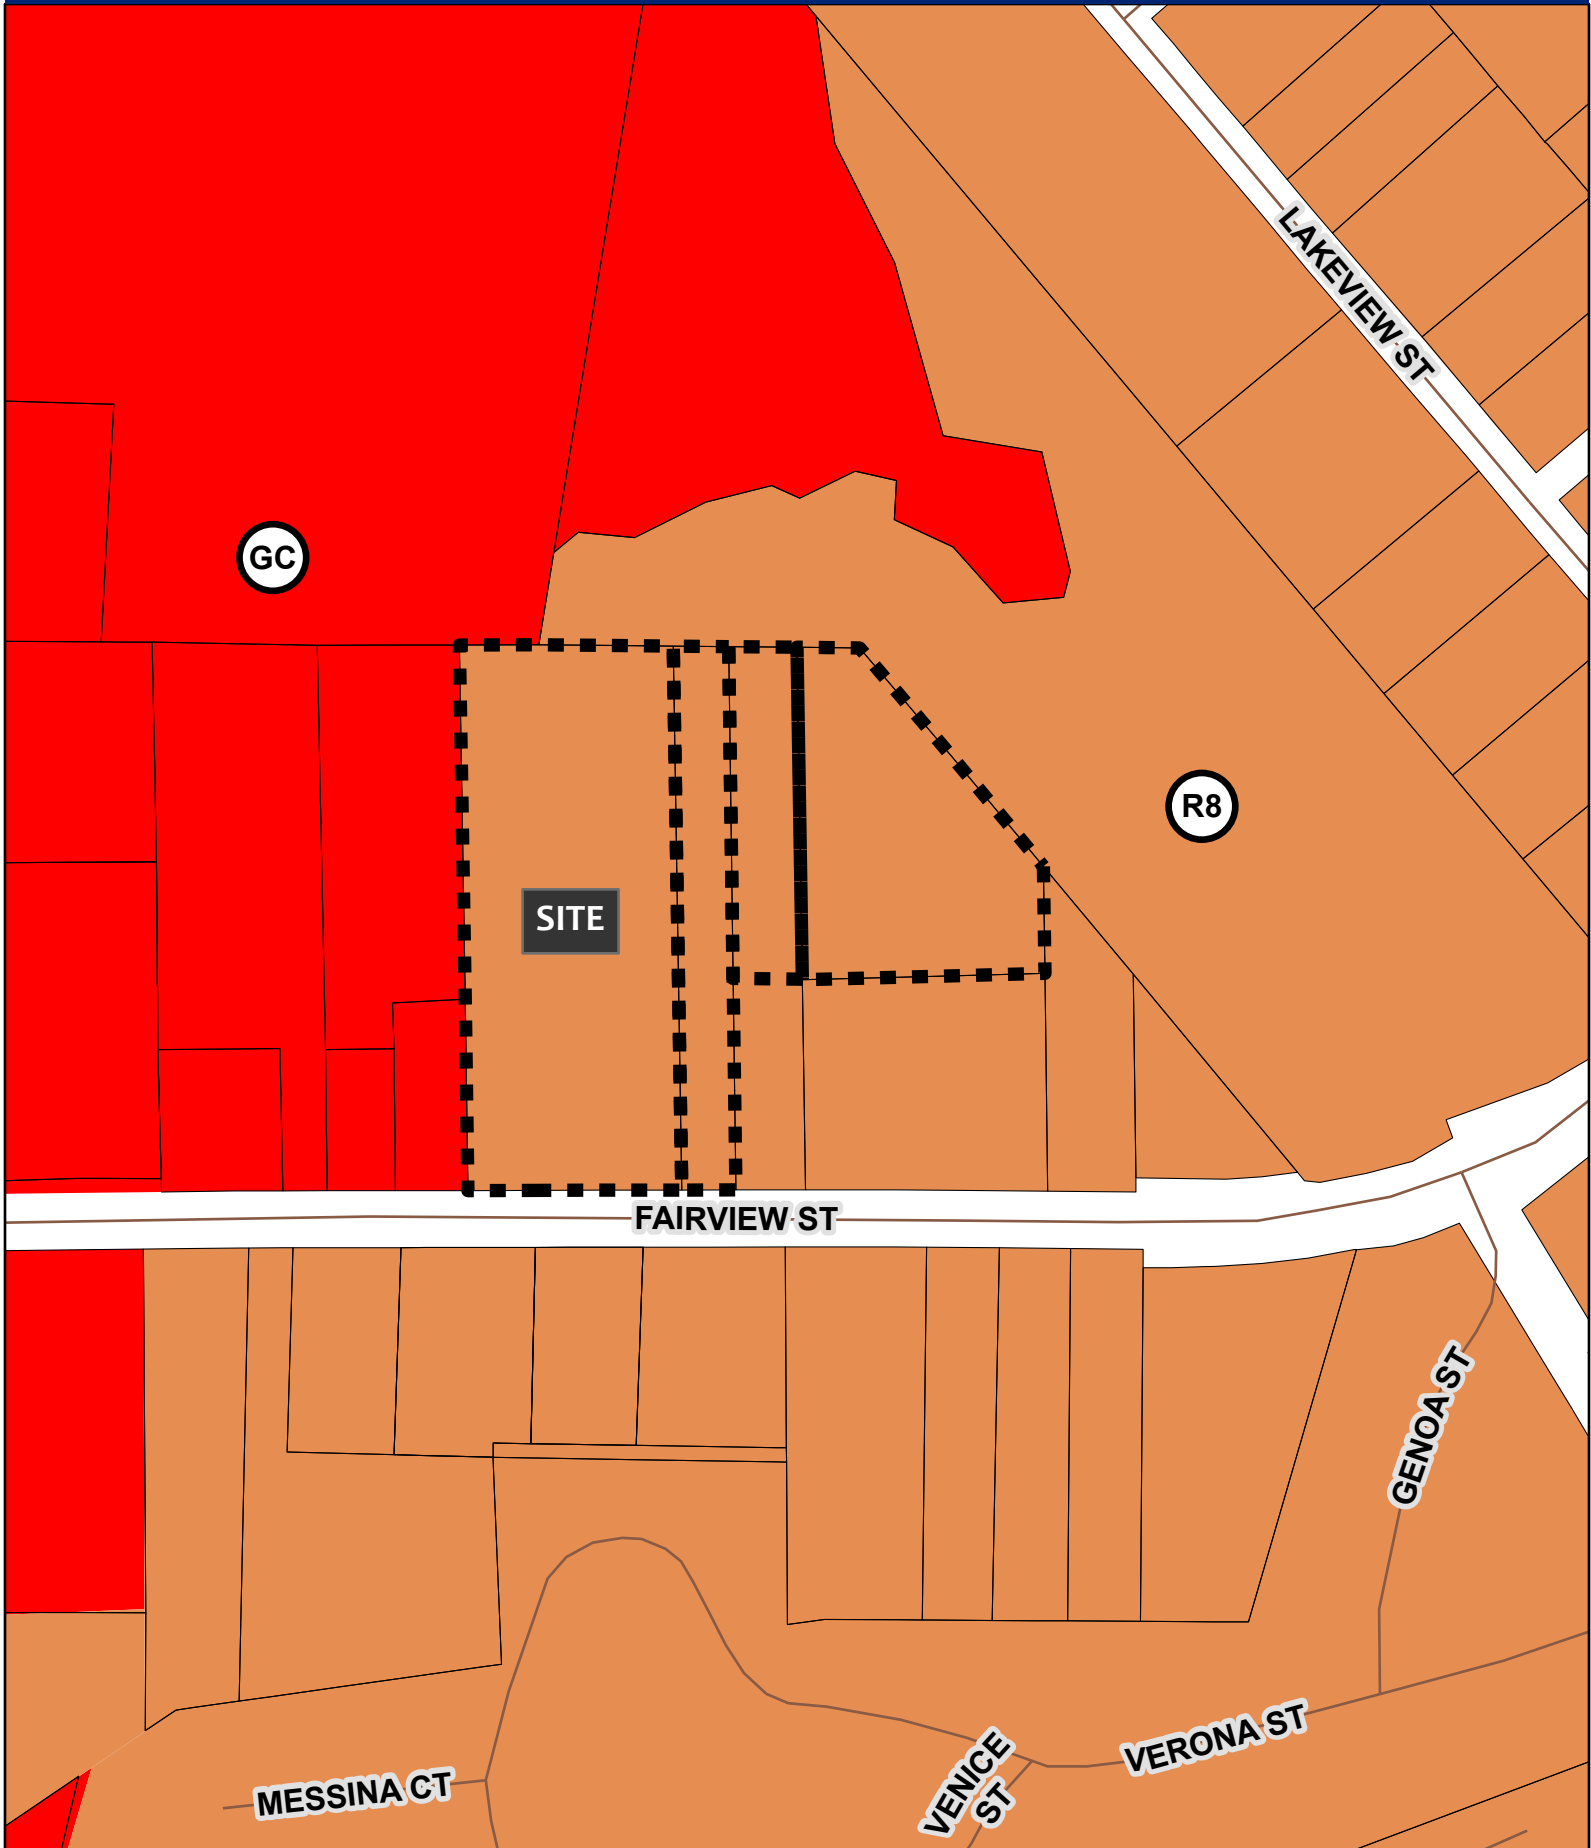 LAKEVIEW ST
GC
R8
SITE
FAIRVIEW ST
GENOA ST
VERONA ST
VENICE
ST
MESSINA CT